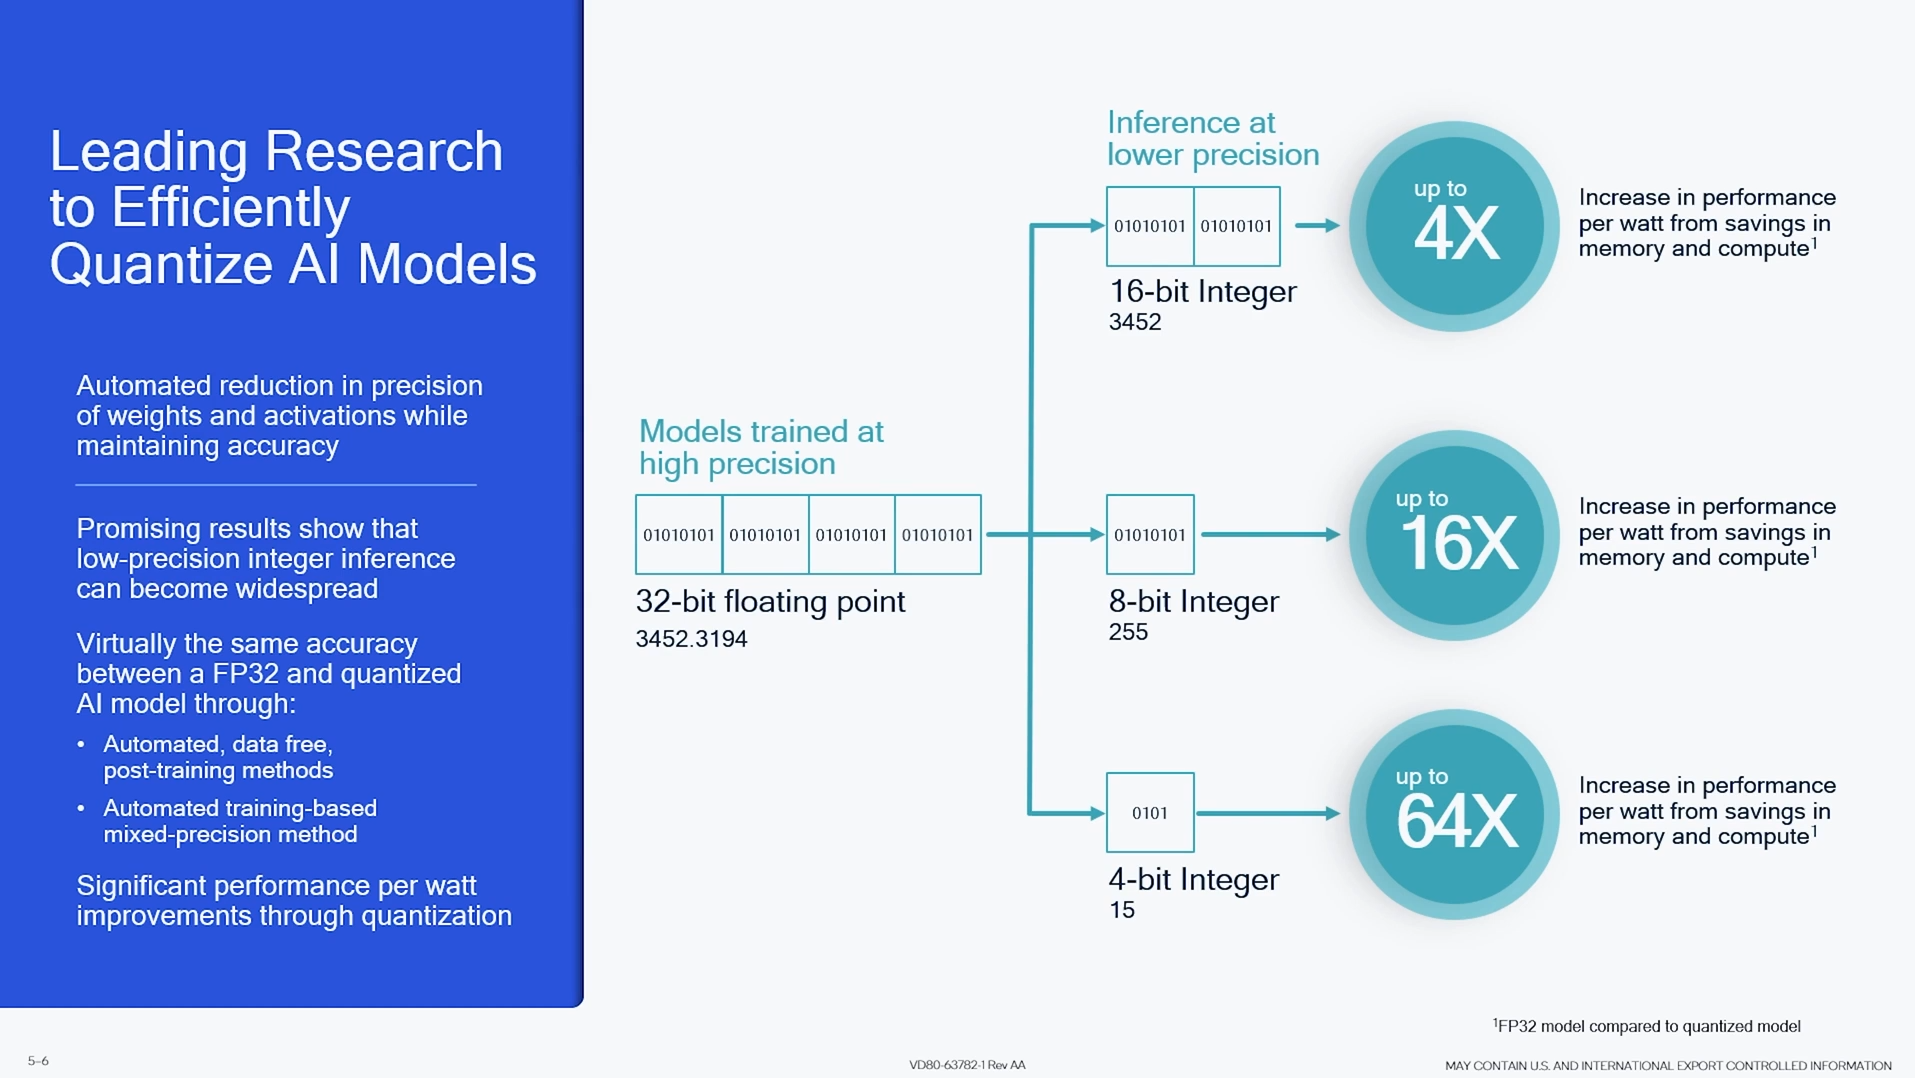 Leading Research
to Efficiently
Quantize AI Models
Automated reduction in precision
of weights and activations while
maintaining accuracy
Promising results show that
low-precision integer inference
can become widespread
Virtually the same accuracy
between a FP32 and quantized
AI model through:
• Automated, data free,
post-training methods
• Automated training-based
mixed-precision method
Significant performance per watt
improvements through quantization
Models trained at
high precision
01010101 01010101 01010101 01010101
32-bit floating point
3452.3194
Inference at
lower precision
01010101 01010101
16-bit Integer
3452
up to
4X
Increase in performance
per watt from savings in
memory and compute¹
01010101
8-bit Integer
255
up to
16X
Increase in performance
per watt from savings in
memory and compute¹
0101
4-bit Integer
15
up to
64X
Increase in performance
per watt from savings in
memory and compute¹
¹FP32 model compared to quantized model
5–6
VD80-63782-1 Rev AA
MAY CONTAIN U.S. AND INTERNATIONAL EXPORT CONTROLLED INFORMATION